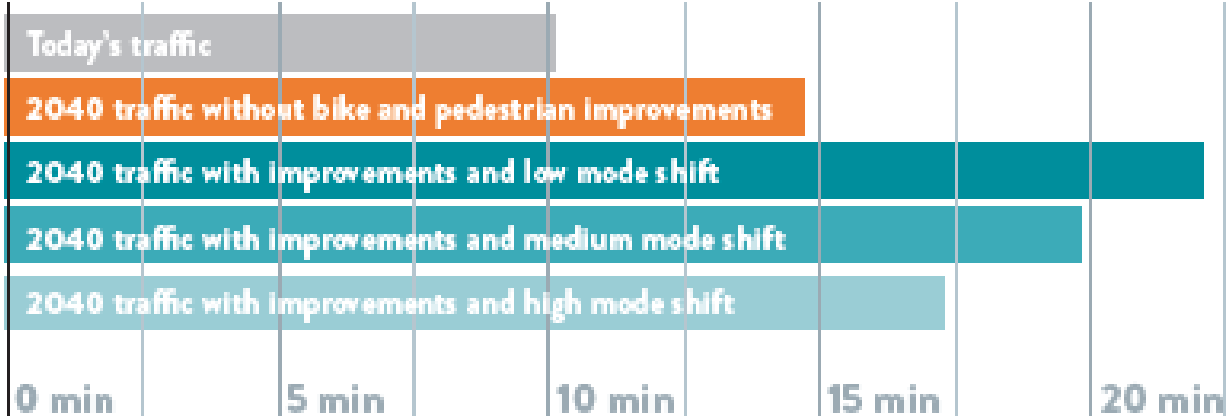 Today's traffic
2040 traffic without bike and pedestrian improvements
2040 traffic with improvements and low mode shift
2040 traffic with improvements and medium mode shift
2040 traffic with improvements and high mode shift
0 min 5 min 10 min 15 min 20 min